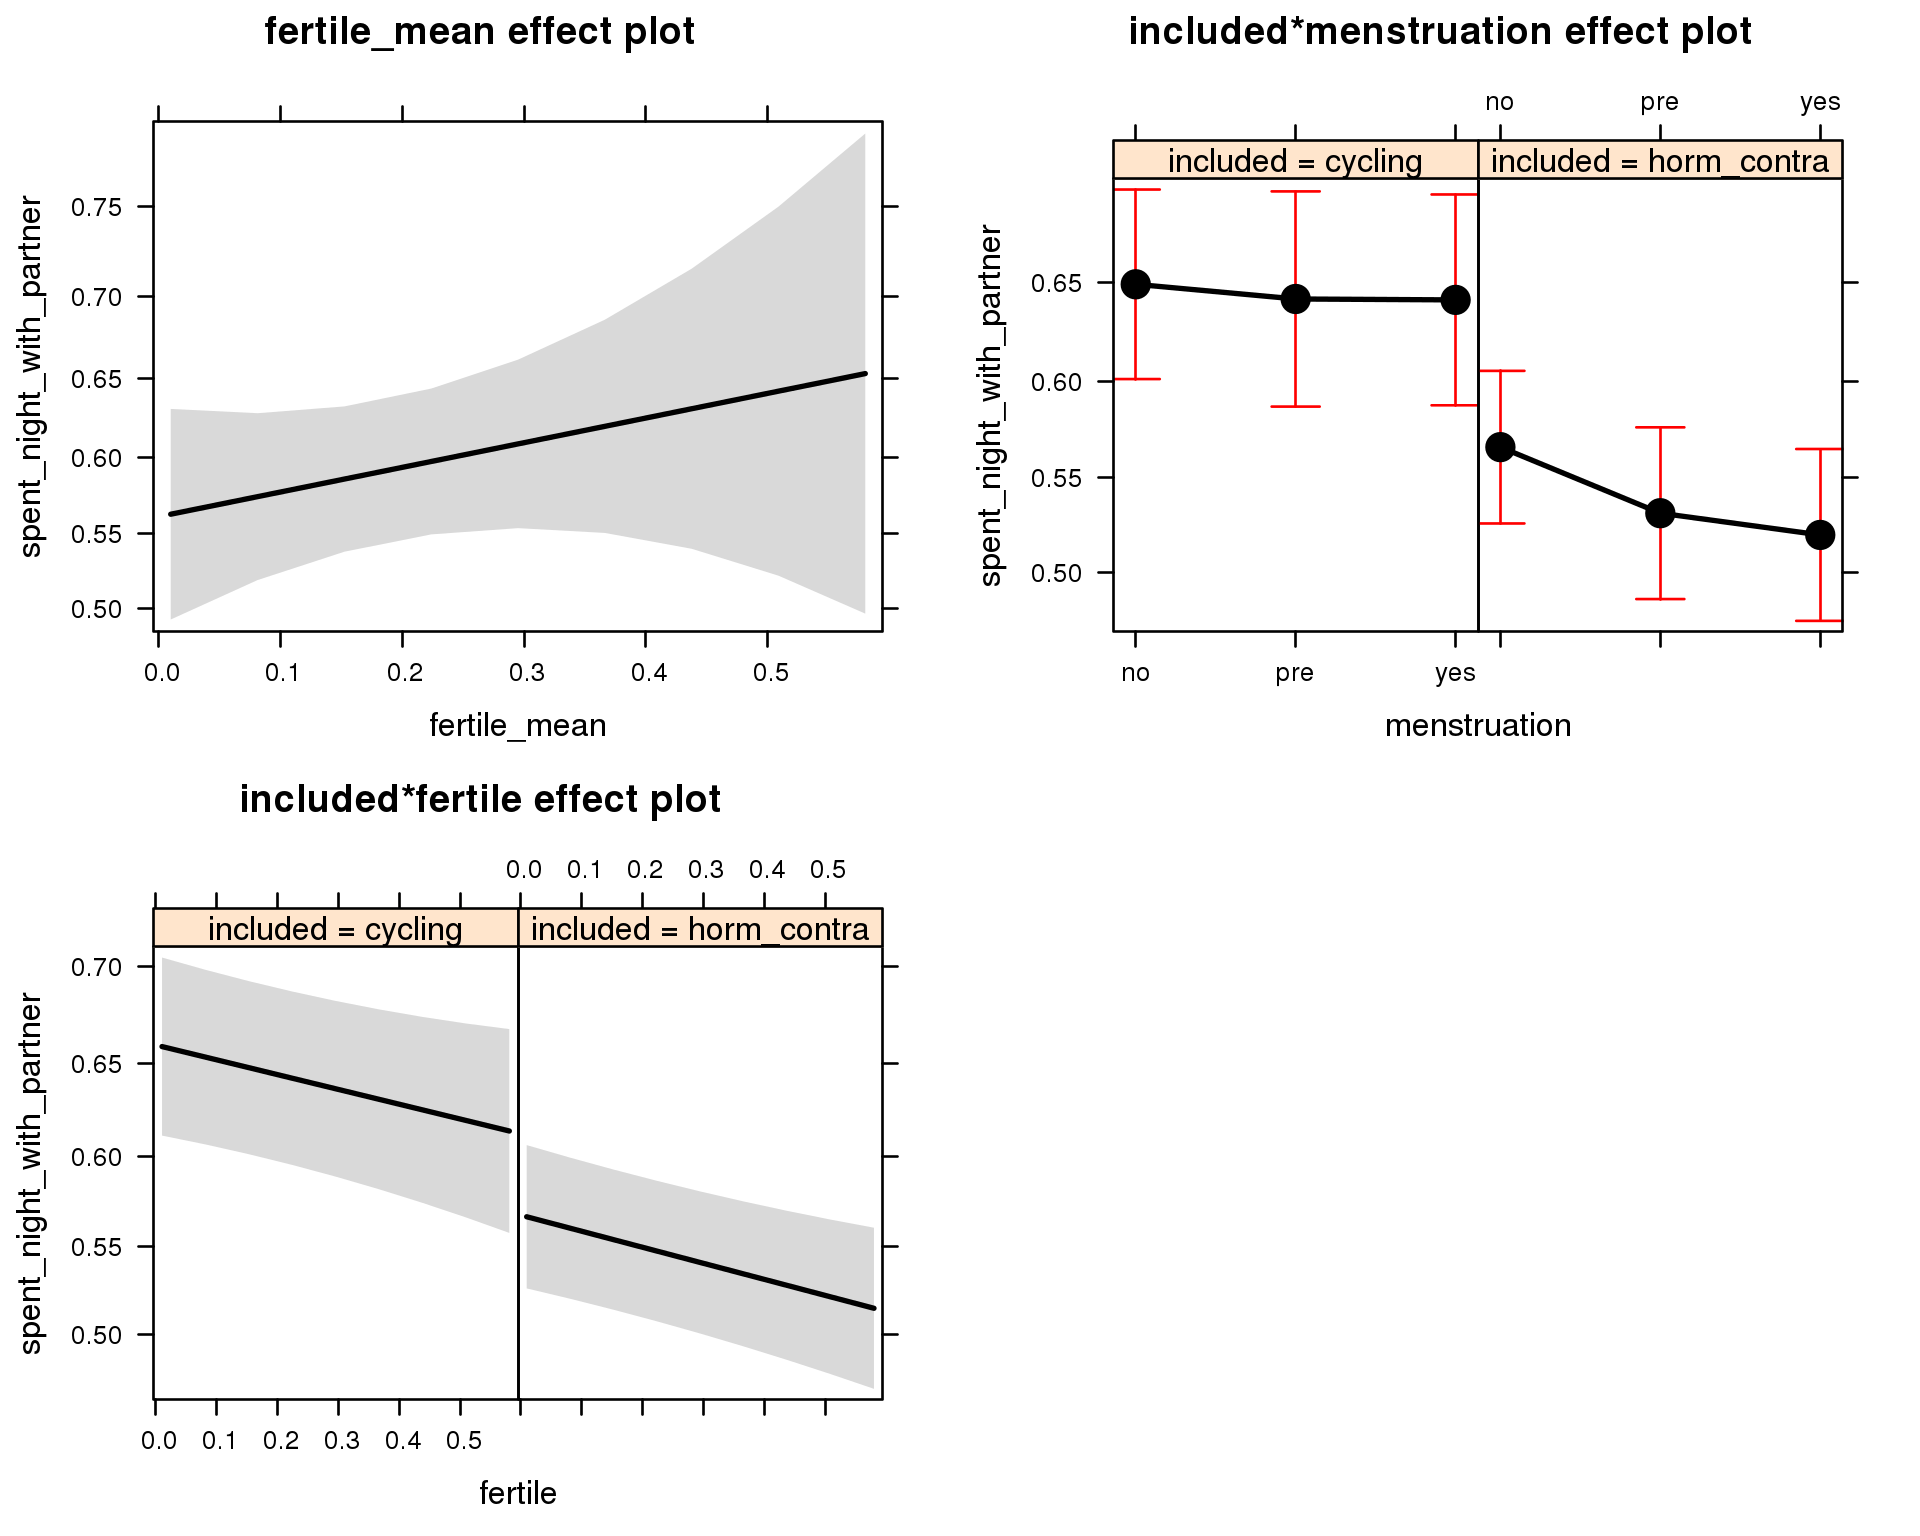 fertile_mean effect plot
spent_night_with_partner
0.75
0.70
0.65
0.60
0.55
0.50
0.0 0.1 0.2 0.3 0.4 0.5
fertile_mean
included*menstruation effect plot
no pre yes
included = cycling included = horm_contra
spent_night_with_partner
0.65
0.60
0.55
0.50
no pre yes
menstruation
included*fertile effect plot
0.0 0.1 0.2 0.3 0.4 0.5
included = cycling included = horm_contra
spent_night_with_partner
0.70
0.65
0.60
0.55
0.50
0.0 0.1 0.2 0.3 0.4 0.5
fertile